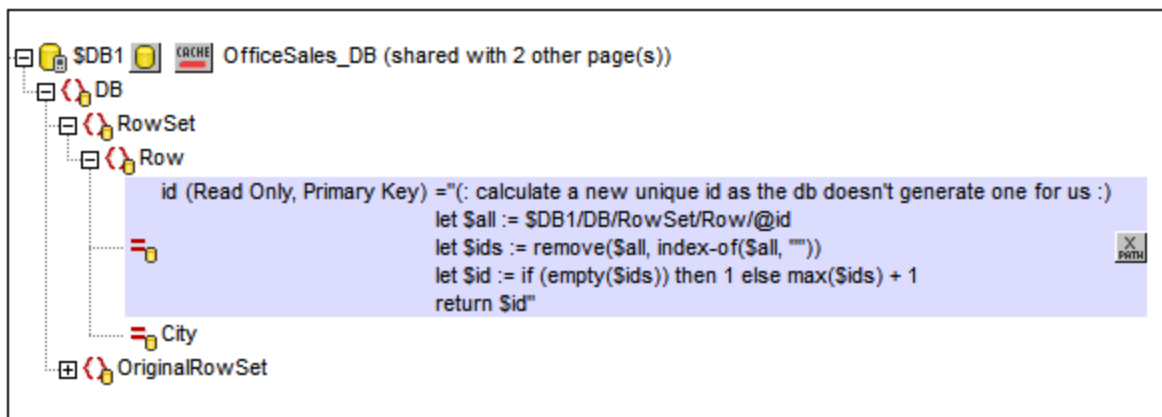 $DB1 CACHE OfficeSales_DB (shared with 2 other page(s))
DB
RowSet
Row
id (Read Only, Primary Key) ="(: calculate a new unique id as the db doesn't generate one for us :)
let $all := $DB1/DB/RowSet/Row/@id
let $ids := remove($all, index-of($all, ""))
let $id := if (empty($ids)) then 1 else max($ids) + 1
X
PATH
return $id"
City
OriginalRowSet